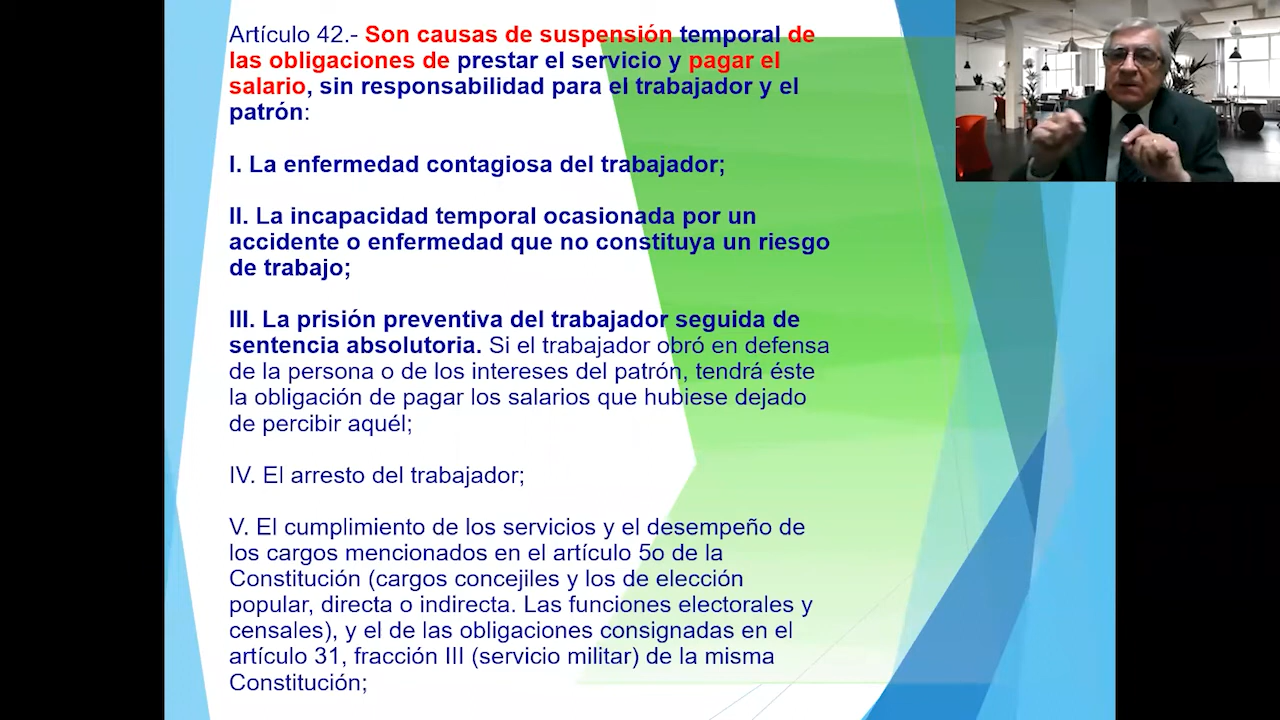 Artículo 42.- Son causas de suspensión temporal de
las obligaciones de prestar el servicio y pagar el
salario, sin responsabilidad para el trabajador y el
patrón:
I. La enfermedad contagiosa del trabajador;
II. La incapacidad temporal ocasionada por un
accidente o enfermedad que no constituya un riesgo
de trabajo;
III. La prisión preventiva del trabajador seguida de
sentencia absolutoria. Si el trabajador obró en defensa
de la persona o de los intereses del patrón, tendrá éste
la obligación de pagar los salarios que hubiese dejado
de percibir aquél;
IV. El arresto del trabajador;
V. El cumplimiento de los servicios y el desempeño de
los cargos mencionados en el artículo 5o de la
Constitución (cargos concejiles y los de elección
popular, directa o indirecta. Las funciones electorales y
censales), y el de las obligaciones consignadas en el
artículo 31, fracción III (servicio militar) de la misma
Constitución;